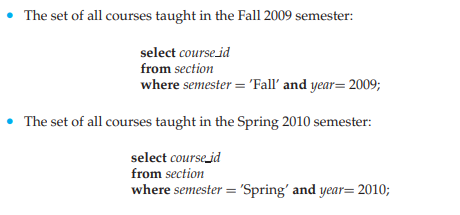 • The set of all courses taught in the Fall 2009 semester:
select course_id
from section
where semester = ’Fall’ and year= 2009;
• The set of all courses taught in the Spring 2010 semester:
select course_id
from section
where semester = ’Spring’ and year= 2010;